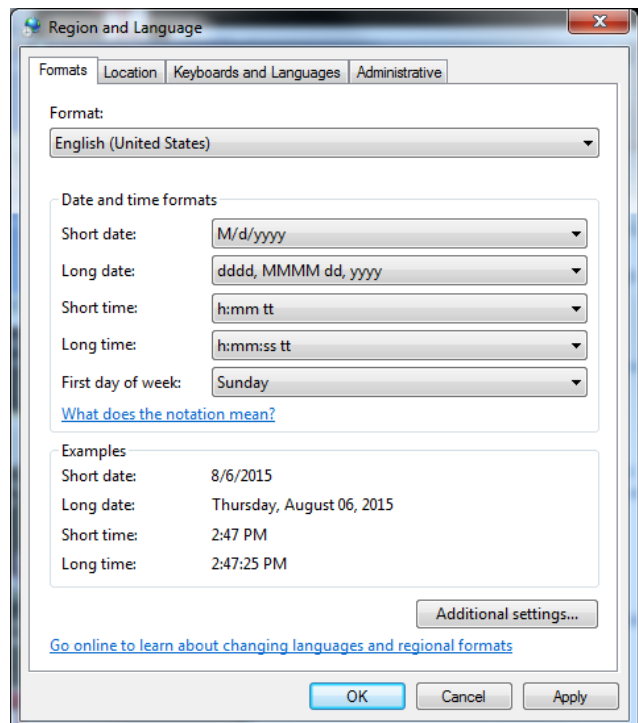 Region and Language
Formats Location Keyboards and Languages Administrative
Format:
English (United States)
Date and time formats
Short date: M/d/yyyy
Long date: dddd, MMMM dd, yyyy
Short time: h:mm tt
Long time: h:mm:ss tt
First day of week: Sunday
What does the notation mean?
Examples
Short date: 8/6/2015
Long date: Thursday, August 06, 2015
Short time: 2:47 PM
Long time: 2:47:25 PM
Additional settings...
Go online to learn about changing languages and regional formats
OK Cancel Apply